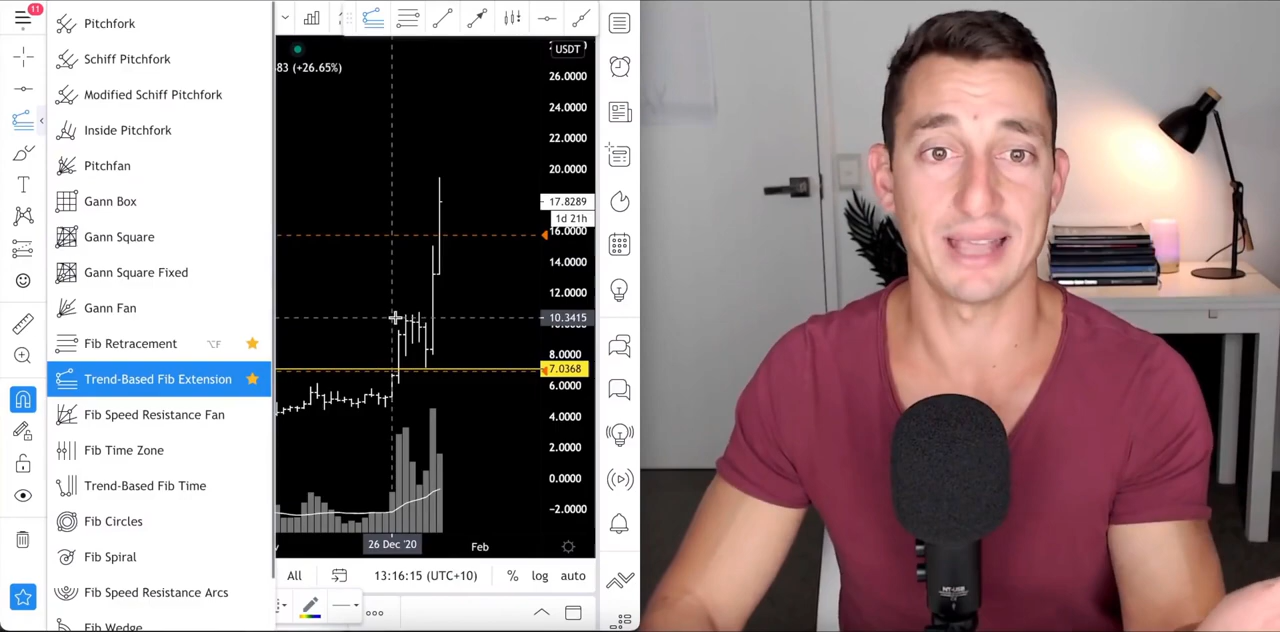 11
Pitchfork
Schiff Pitchfork
Modified Schiff Pitchfork
Inside Pitchfork
Pitchfan
Gann Box
Gann Square
Gann Square Fixed
Gann Fan
Fib Retracement ⌥F
Trend-Based Fib Extension
Fib Speed Resistance Fan
Fib Time Zone
Trend-Based Fib Time
Fib Circles
Fib Spiral
Fib Speed Resistance Arcs
Fib Wedge
83 (+26.65%)
USDT
26.0000
24.0000
22.0000
20.0000
17.8289
1d 21h
16.0000
14.0000
12.0000
10.3415
8.0000
7.0368
6.0000
4.0000
2.0000
0.0000
−2.0000
26 Dec '20
Feb
All
13:16:15 (UTC+10)
%
log
auto